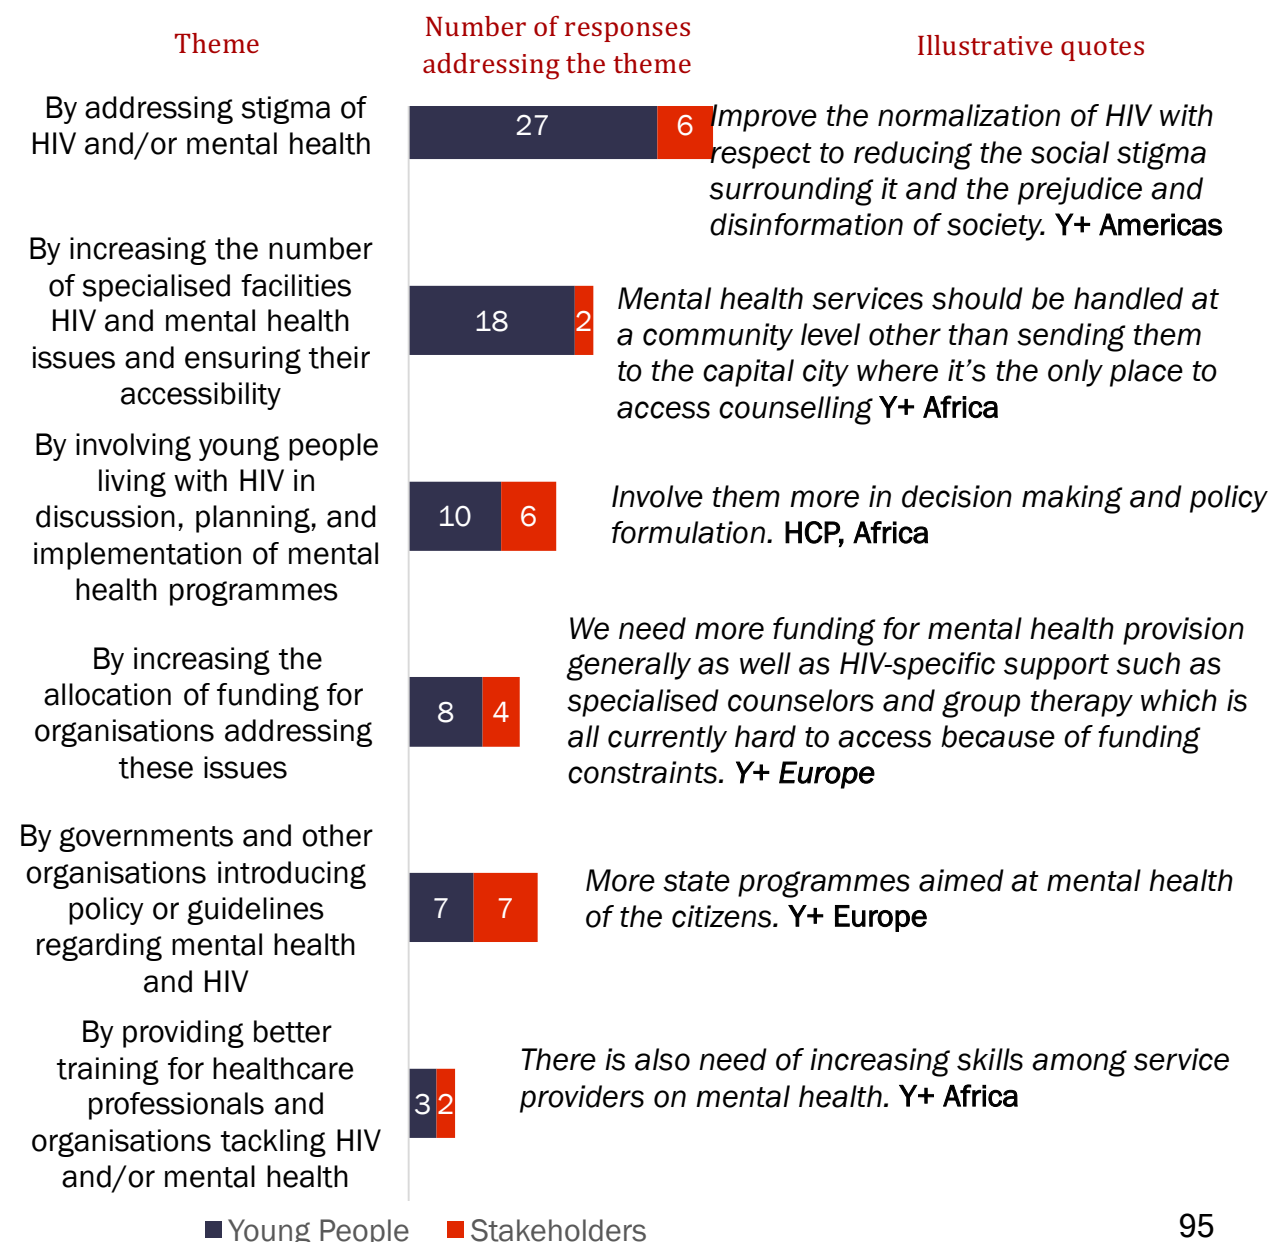 Theme
Number of responses
addressing the theme
Illustrative quotes
By addressing stigma of
HIV and/or mental health
27
6
Improve the normalization of HIV with
respect to reducing the social stigma
surrounding it and the prejudice and
disinformation of society. Y+ Americas
By increasing the number
of specialised facilities
HIV and mental health
issues and ensuring their
accessibility
18
2
Mental health services should be handled at
a community level other than sending them
to the capital city where it’s the only place to
access counselling Y+ Africa
By involving young people
living with HIV in
discussion, planning, and
implementation of mental
health programmes
10
6
Involve them more in decision making and policy
formulation. HCP, Africa
By increasing the
allocation of funding for
organisations addressing
these issues
8
4
We need more funding for mental health provision
generally as well as HIV-specific support such as
specialised counselors and group therapy which is
all currently hard to access because of funding
constraints. Y+ Europe
By governments and other
organisations introducing
policy or guidelines
regarding mental health
and HIV
7
7
More state programmes aimed at mental health
of the citizens. Y+ Europe
By providing better
training for healthcare
professionals and
organisations tackling HIV
and/or mental health
3
2
There is also need of increasing skills among service
providers on mental health. Y+ Africa
Young People
Stakeholders
95